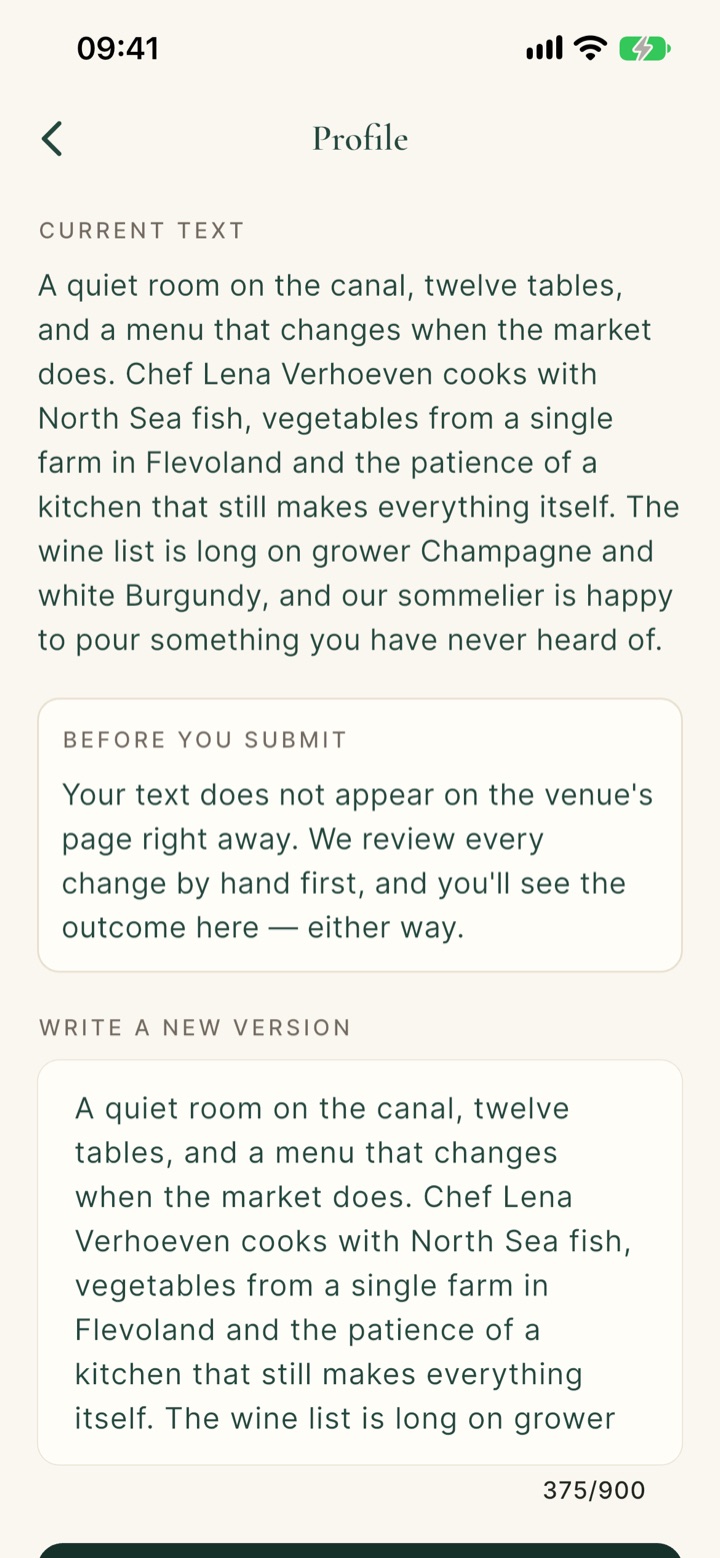 09:41
Profile
CURRENT TEXT
A quiet room on the canal, twelve tables,
and a menu that changes when the market
does. Chef Lena Verhoeven cooks with
North Sea fish, vegetables from a single
farm in Flevoland and the patience of a
kitchen that still makes everything itself. The
wine list is long on grower Champagne and
white Burgundy, and our sommelier is happy
to pour something you have never heard of.
BEFORE YOU SUBMIT
Your text does not appear on the venue's
page right away. We review every
change by hand first, and you'll see the
outcome here — either way.
WRITE A NEW VERSION
A quiet room on the canal, twelve
tables, and a menu that changes
when the market does. Chef Lena
Verhoeven cooks with North Sea fish,
vegetables from a single farm in
Flevoland and the patience of a
kitchen that still makes everything
itself. The wine list is long on grower
375/900